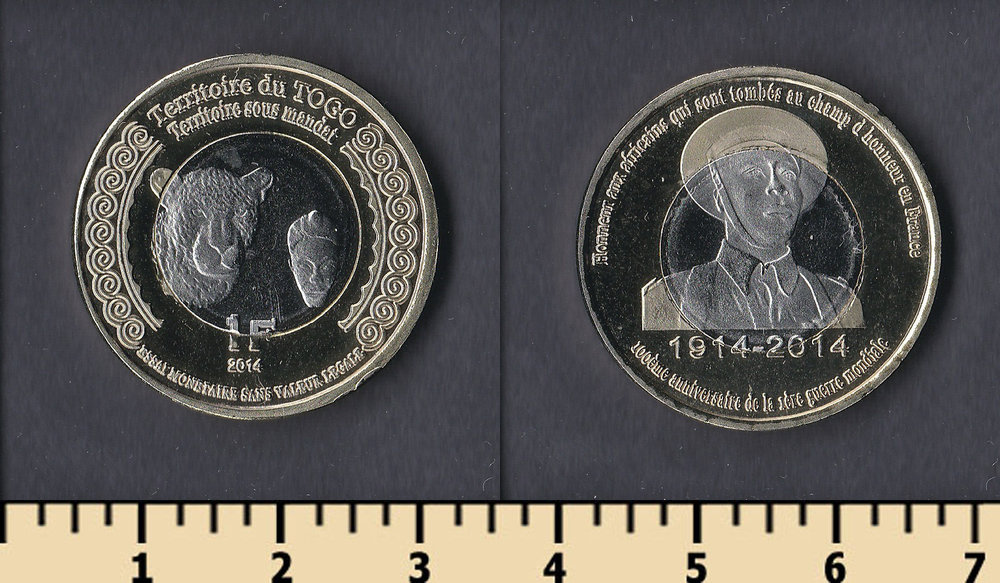 Territoire du TOGO
Territoire sous mandat
1F
2014
ESSAI MONETAIRE SANS VALEUR LEGALE
Honneur aux africains qui sont tombés au champ d'honneur en France
1914-2014
100ème anniversaire de la 1ère guerre mondiale
1 2 3 4 5 6 7